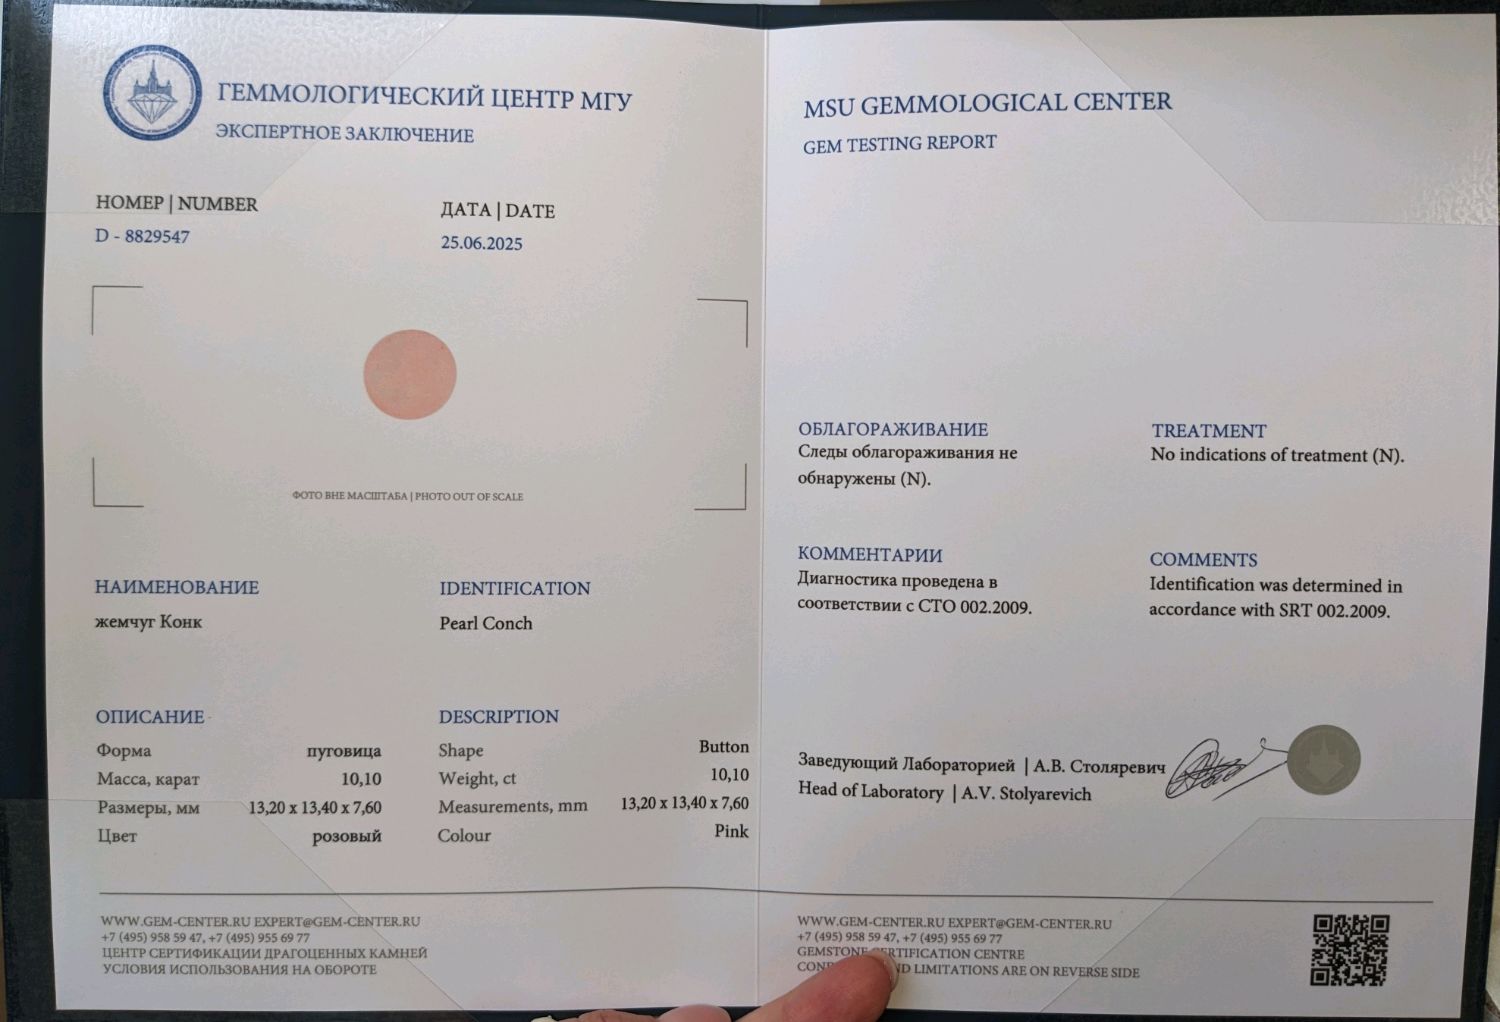 ГЕММОЛОГИЧЕСКИЙ ЦЕНТР МГУ
ЭКСПЕРТНОЕ ЗАКЛЮЧЕНИЕ
НОМЕР | NUMBER
D - 8829547
ДАТА | DATE
25.06.2025
ФОТО ВНЕ МАСШТАБА | PHOTO OUT OF SCALE
НАИМЕНОВАНИЕ
жемчуг Конк
IDENTIFICATION
Pearl Conch
ОПИСАНИЕ
Форма пуговица
Масса, карат 10,10
Размеры, мм 13,20 x 13,40 x 7,60
Цвет розовый
DESCRIPTION
Shape Button
Weight, ct 10,10
Measurements, mm 13,20 x 13,40 x 7,60
Colour Pink
WWW.GEM-CENTER.RU EXPERT@GEM-CENTER.RU
+7 (495) 958 59 47, +7 (495) 955 69 77
ЦЕНТР СЕРТИФИКАЦИИ ДРАГОЦЕННЫХ КАМНЕЙ
УСЛОВИЯ ИСПОЛЬЗОВАНИЯ НА ОБОРОТЕ
MSU GEMMOLOGICAL CENTER
GEM TESTING REPORT
ОБЛАГОРАЖИВАНИЕ
Следы облагораживания не
обнаружены (N).
TREATMENT
No indications of treatment (N).
КОММЕНТАРИИ
Диагностика проведена в
соответствии с СТО 002.2009.
COMMENTS
Identification was determined in
accordance with SRT 002.2009.
Заведующий Лабораторией | А.В. Столяревич
Head of Laboratory | A.V. Stolyarevich
WWW.GEM-CENTER.RU EXPERT@GEM-CENTER.RU
+7 (495) 958 59 47, +7 (495) 955 69 77
GEMSTONE CERTIFICATION CENTRE
LIMITATIONS ARE ON REVERSE SIDE